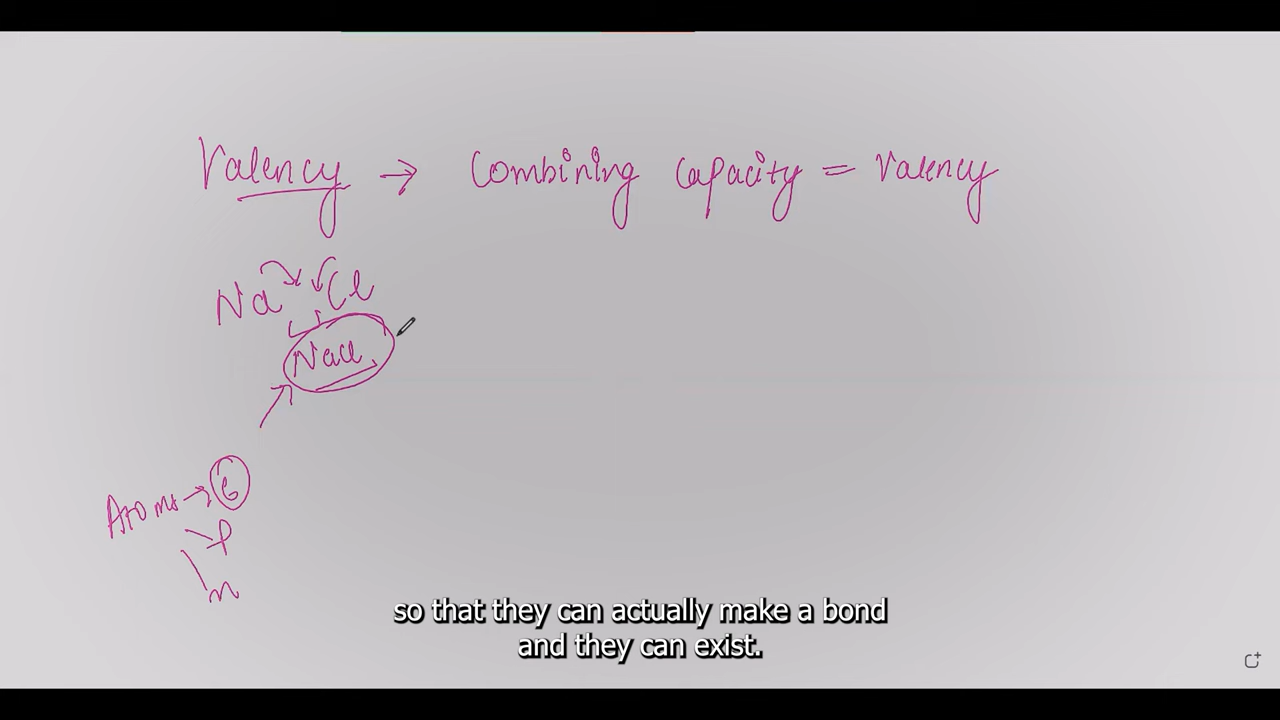 Valency → Combining Capacity = Valency
Na Cl
NaCl
Atoms → e
p
n
so that they can actually make a bond
and they can exist.